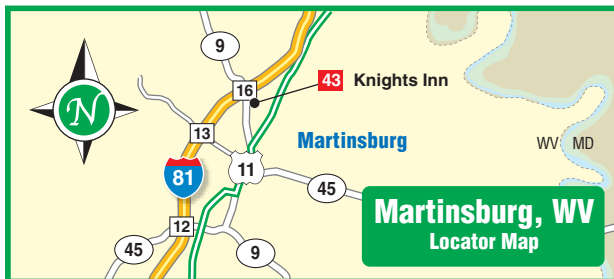 9
N
16
43 Knights Inn
13
Martinsburg
WV MD
81
11
45
12
45
9
Martinsburg, WV
Locator Map